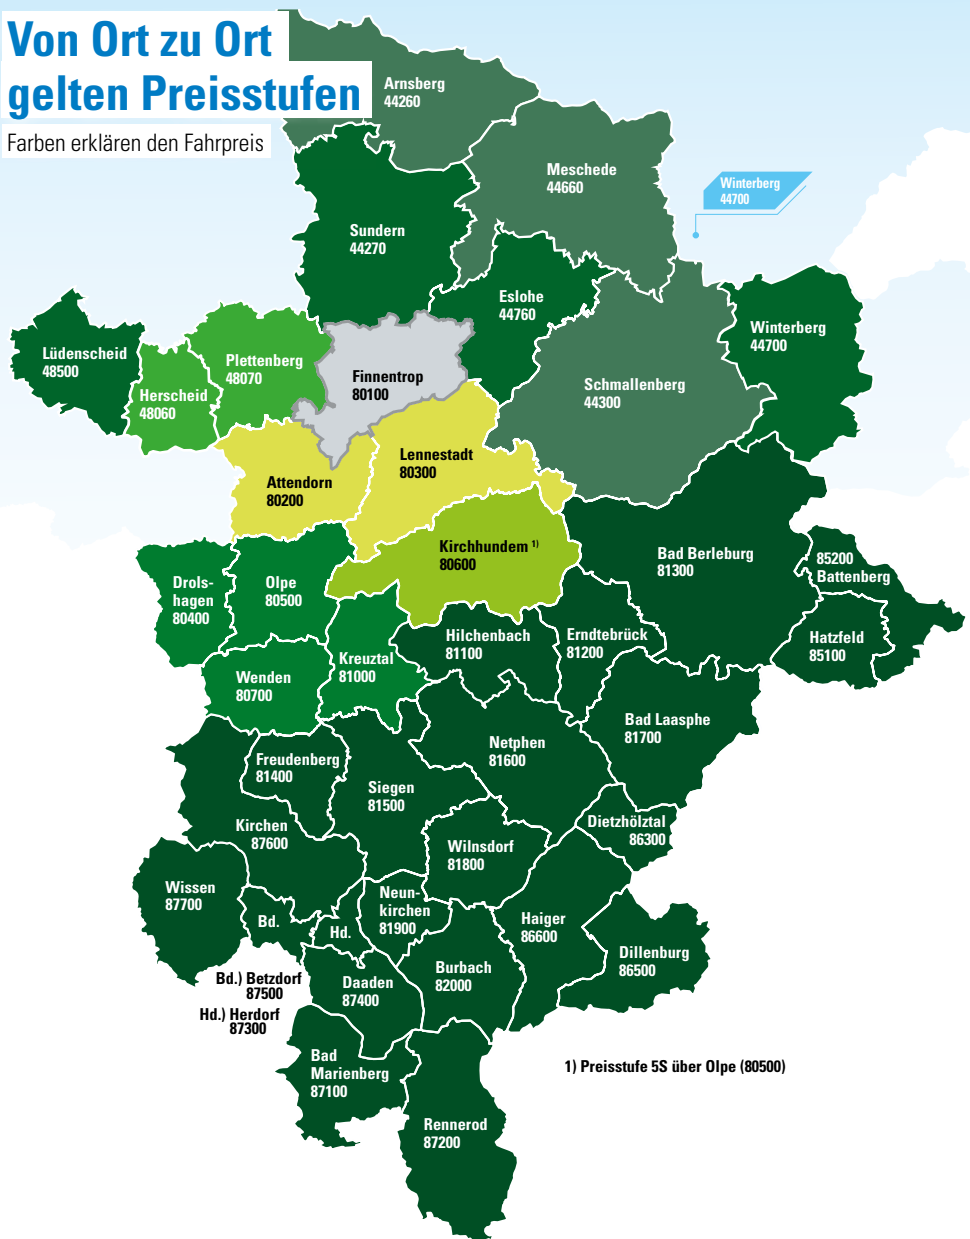 Von Ort zu Ort
gelten Preisstufen
Farben erklären den Fahrpreis
Arnsberg
44260
Meschede
44660
Winterberg
44700
Sundern
44270
Eslohe
44760
Winterberg
44700
Lüdenscheid
48500
Plettenberg
48070
Herscheid
48060
Finnentrop
80100
Schmallenberg
44300
Lennestadt
80300
Attendorn
80200
Kirchhundem 1)
80600
Bad Berleburg
81300
85200
Battenberg
Drols-
hagen
80400
Olpe
80500
Hilchenbach
81100
Erndtebrück
81200
Hatzfeld
85100
Kreuztal
81000
Wenden
80700
Bad Laasphe
81700
Netphen
81600
Freudenberg
81400
Siegen
81500
Dietzhölztal
86300
Kirchen
87600
Wilnsdorf
81800
Wissen
87700
Neun-
kirchen
81900
Bd.
Hd.
Haiger
86600
Dillenburg
86500
Burbach
82000
Daaden
87400
Bd.) Betzdorf
87500
Hd.) Herdorf
87300
Bad
Marienberg
87100
1) Preisstufe 5S über Olpe (80500)
Rennerod
87200